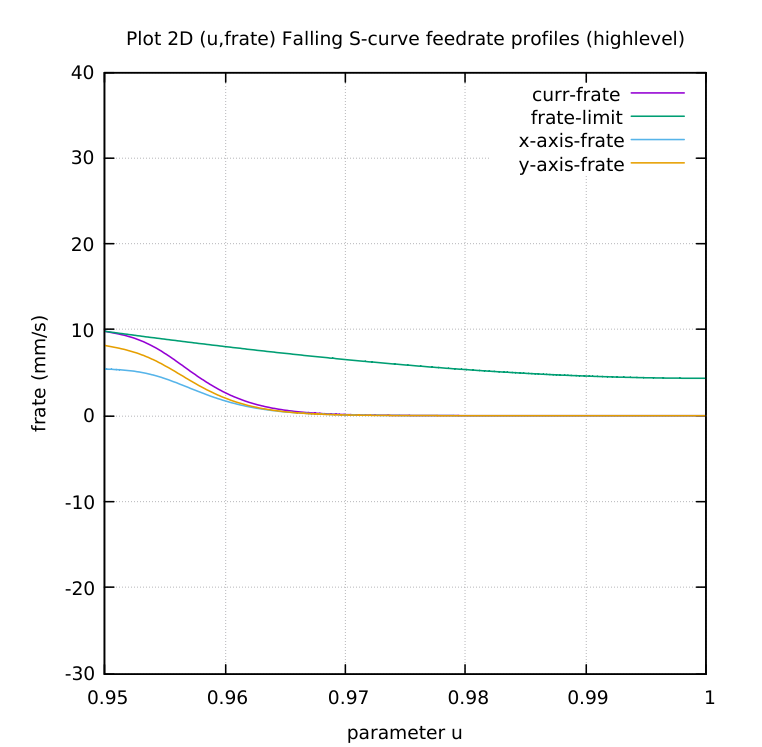 Plot 2D (u,frate) Falling S-curve feedrate profiles (highlevel)
40
30
20
10
0
-10
-20
-30
frate (mm/s)
curr-frate
frate-limit
x-axis-frate
y-axis-frate
0.95 0.96 0.97 0.98 0.99 1
parameter u